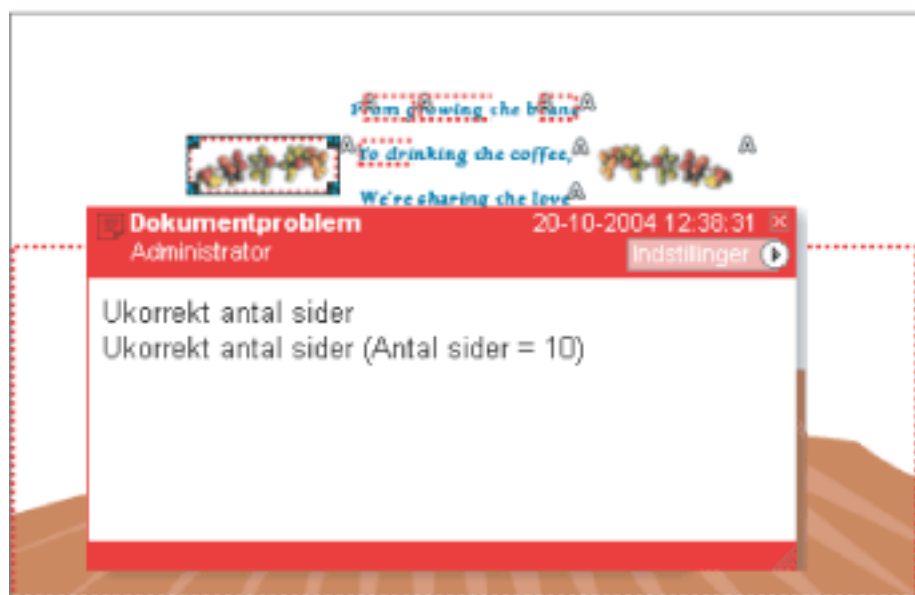 From growing the beans
A
A
A
A
To drinking the coffee,
A
A
A
We're sharing the love
A
Dokumentproblem
20-10-2004 12:38:31
Administrator
Indstillinger
Ukorrekt antal sider
Ukorrekt antal sider (Antal sider = 10)